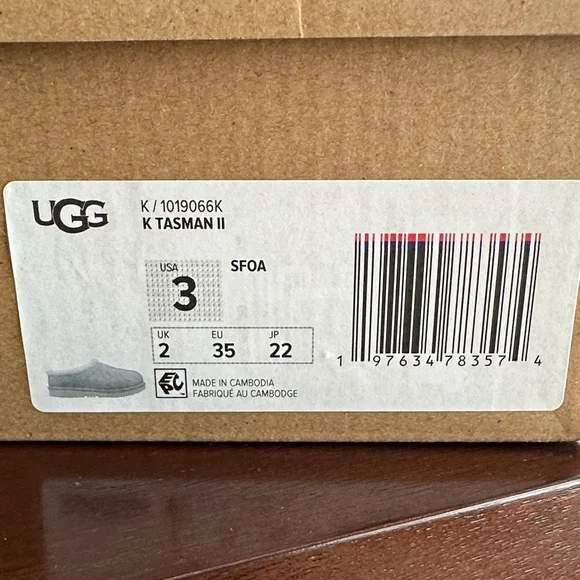 UGG
K / 1019066K
K TASMAN II
USA
3
SFOA
UK EU JP
2 35 22
1 97634 78357 4
EPC
MADE IN CAMBODIA
FABRIQUÉ AU CAMBODGE